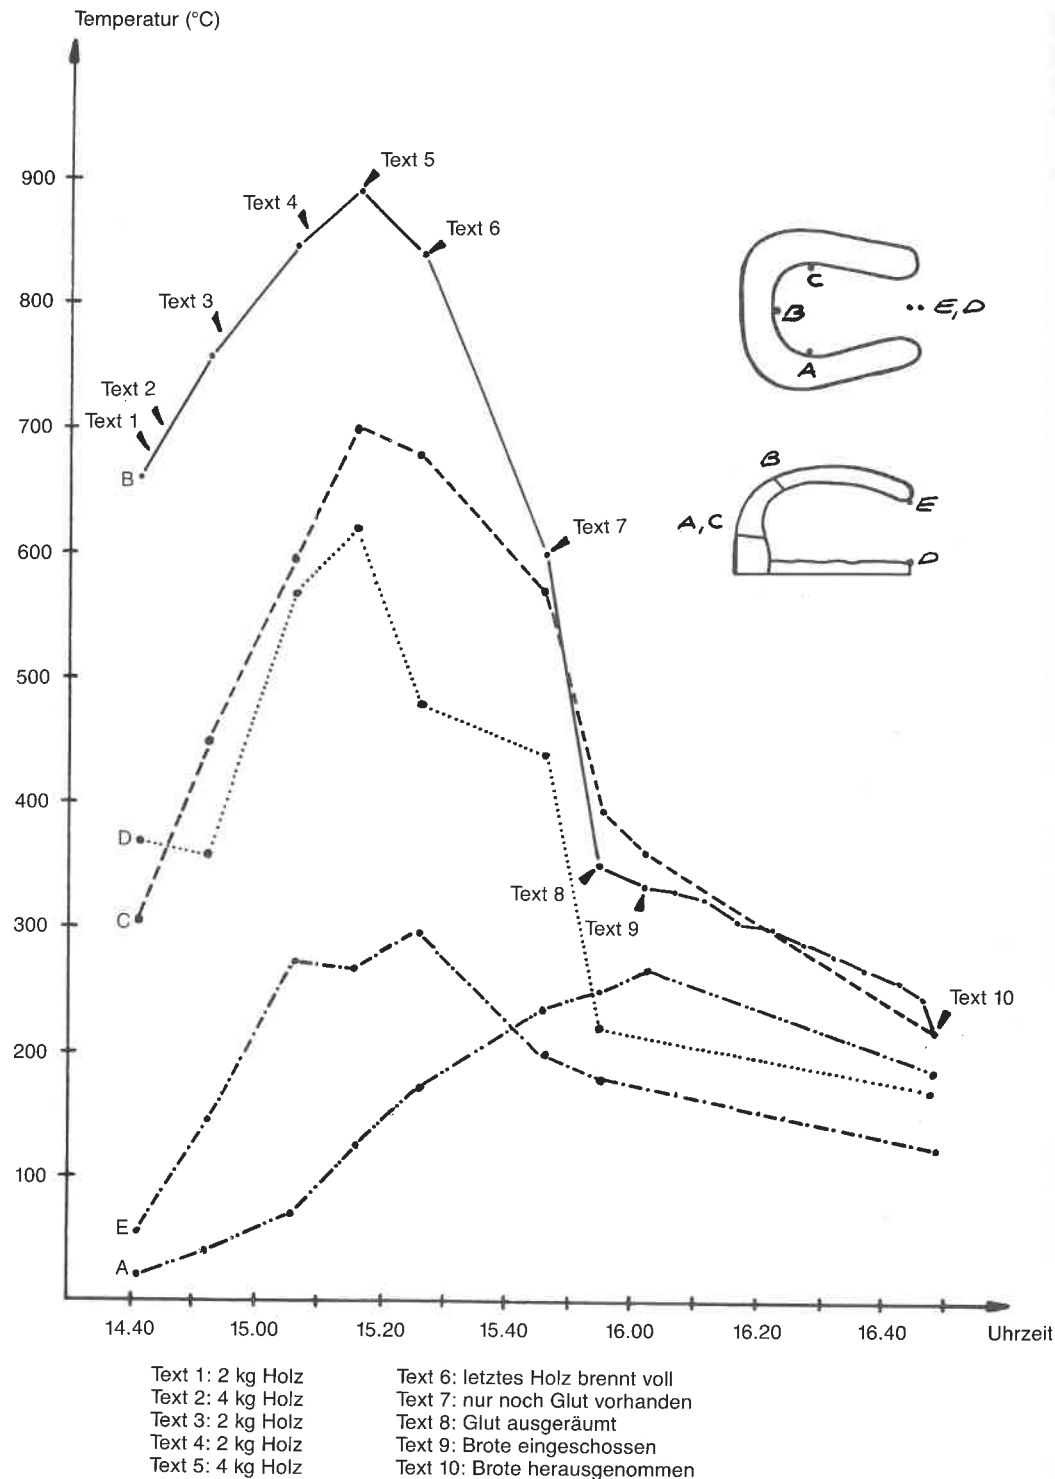 Temperatur (°C)
900
Text 5
Text 4
Text 6
800
Text 3
C
B
E, D
A
Text 2
700
Text 1
B
B
E
A, C
D
600
Text 7
500
400
D
Text 8
C
300
Text 9
Text 10
200
100
E
A
14.40 15.00 15.20 15.40 16.00 16.20 16.40 Uhrzeit
Text 1: 2 kg Holz
Text 2: 4 kg Holz
Text 3: 2 kg Holz
Text 4: 2 kg Holz
Text 5: 4 kg Holz
Text 6: letztes Holz brennt voll
Text 7: nur noch Glut vorhanden
Text 8: Glut ausgeräumt
Text 9: Brote eingeschossen
Text 10: Brote herausgenommen